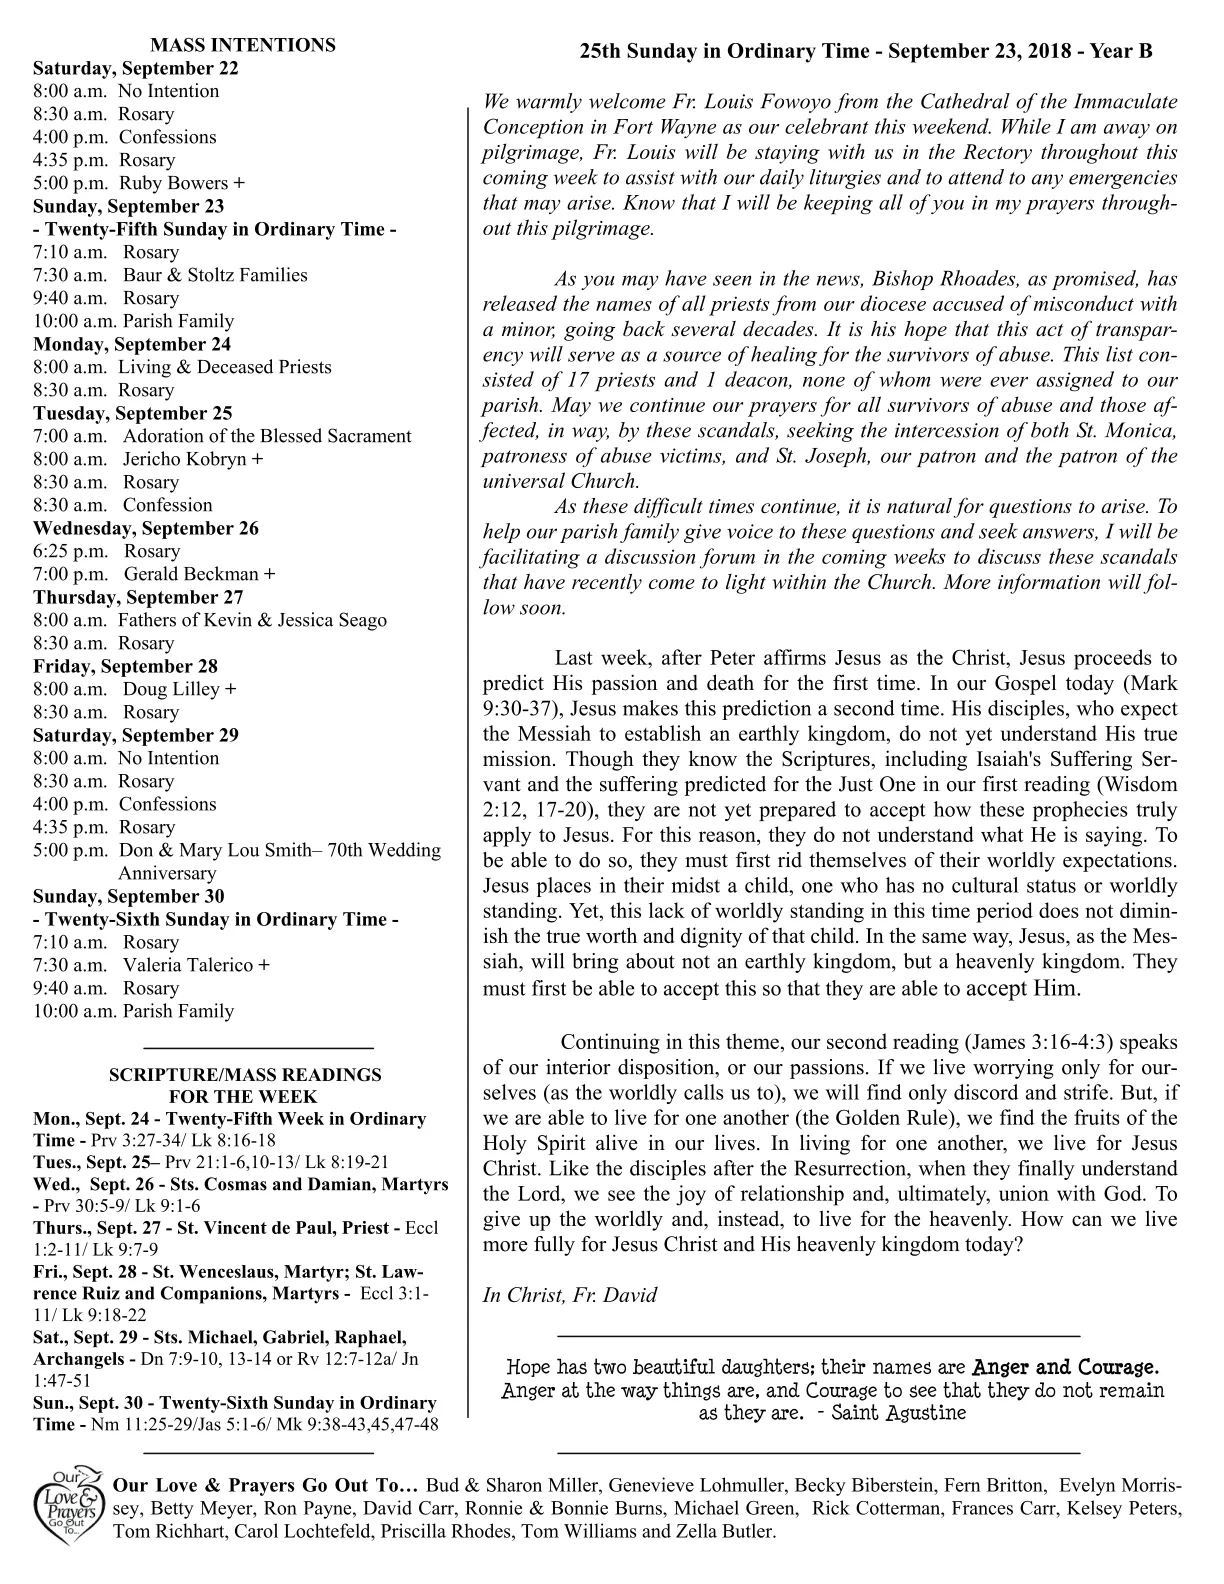 MASS INTENTIONS
Saturday, September 22
8:00 a.m. No Intention
8:30 a.m. Rosary
4:00 p.m. Confessions
4:35 p.m. Rosary
5:00 p.m. Ruby Bowers +
Sunday, September 23
- Twenty-Fifth Sunday in Ordinary Time -
7:10 a.m. Rosary
7:30 a.m. Baur & Stoltz Families
9:40 a.m. Rosary
10:00 a.m. Parish Family
Monday, September 24
8:00 a.m. Living & Deceased Priests
8:30 a.m. Rosary
Tuesday, September 25
7:00 a.m. Adoration of the Blessed Sacrament
8:00 a.m. Jericho Kobryn +
8:30 a.m. Rosary
8:30 a.m. Confession
Wednesday, September 26
6:25 p.m. Rosary
7:00 p.m. Gerald Beckman +
Thursday, September 27
8:00 a.m. Fathers of Kevin & Jessica Seago
8:30 a.m. Rosary
Friday, September 28
8:00 a.m. Doug Lilley +
8:30 a.m. Rosary
Saturday, September 29
8:00 a.m. No Intention
8:30 a.m. Rosary
4:00 p.m. Confessions
4:35 p.m. Rosary
5:00 p.m. Don & Mary Lou Smith– 70th Wedding
Anniversary
Sunday, September 30
- Twenty-Sixth Sunday in Ordinary Time -
7:10 a.m. Rosary
7:30 a.m. Valeria Talerico +
9:40 a.m. Rosary
10:00 a.m. Parish Family
SCRIPTURE/MASS READINGS
FOR THE WEEK
Mon., Sept. 24 - Twenty-Fifth Week in Ordinary
Time - Prv 3:27-34/ Lk 8:16-18
Tues., Sept. 25– Prv 21:1-6,10-13/ Lk 8:19-21
Wed., Sept. 26 - Sts. Cosmas and Damian, Martyrs
- Prv 30:5-9/ Lk 9:1-6
Thurs., Sept. 27 - St. Vincent de Paul, Priest - Eccl
1:2-11/ Lk 9:7-9
Fri., Sept. 28 - St. Wenceslaus, Martyr; St. Law-
rence Ruiz and Companions, Martyrs - Eccl 3:1-
11/ Lk 9:18-22
Sat., Sept. 29 - Sts. Michael, Gabriel, Raphael,
Archangels - Dn 7:9-10, 13-14 or Rv 12:7-12a/ Jn
1:47-51
Sun., Sept. 30 - Twenty-Sixth Sunday in Ordinary
Time - Nm 11:25-29/Jas 5:1-6/ Mk 9:38-43,45,47-48
25th Sunday in Ordinary Time - September 23, 2018 - Year B
We warmly welcome Fr. Louis Fowoyo from the Cathedral of the Immaculate
Conception in Fort Wayne as our celebrant this weekend. While I am away on
pilgrimage, Fr. Louis will be staying with us in the Rectory throughout this
coming week to assist with our daily liturgies and to attend to any emergencies
that may arise. Know that I will be keeping all of you in my prayers through-
out this pilgrimage.
As you may have seen in the news, Bishop Rhoades, as promised, has
released the names of all priests from our diocese accused of misconduct with
a minor, going back several decades. It is his hope that this act of transpar-
ency will serve as a source of healing for the survivors of abuse. This list con-
sisted of 17 priests and 1 deacon, none of whom were ever assigned to our
parish. May we continue our prayers for all survivors of abuse and those af-
fected, in way, by these scandals, seeking the intercession of both St. Monica,
patroness of abuse victims, and St. Joseph, our patron and the patron of the
universal Church.
As these difficult times continue, it is natural for questions to arise. To
help our parish family give voice to these questions and seek answers, I will be
facilitating a discussion forum in the coming weeks to discuss these scandals
that have recently come to light within the Church. More information will fol-
low soon.
Last week, after Peter affirms Jesus as the Christ, Jesus proceeds to
predict His passion and death for the first time. In our Gospel today (Mark
9:30-37), Jesus makes this prediction a second time. His disciples, who expect
the Messiah to establish an earthly kingdom, do not yet understand His true
mission. Though they know the Scriptures, including Isaiah's Suffering Ser-
vant and the suffering predicted for the Just One in our first reading (Wisdom
2:12, 17-20), they are not yet prepared to accept how these prophecies truly
apply to Jesus. For this reason, they do not understand what He is saying. To
be able to do so, they must first rid themselves of their worldly expectations.
Jesus places in their midst a child, one who has no cultural status or worldly
standing. Yet, this lack of worldly standing in this time period does not dimin-
ish the true worth and dignity of that child. In the same way, Jesus, as the Mes-
siah, will bring about not an earthly kingdom, but a heavenly kingdom. They
must first be able to accept this so that they are able to accept Him.
Continuing in this theme, our second reading (James 3:16-4:3) speaks
of our interior disposition, or our passions. If we live worrying only for our-
selves (as the worldly calls us to), we will find only discord and strife. But, if
we are able to live for one another (the Golden Rule), we find the fruits of the
Holy Spirit alive in our lives. In living for one another, we live for Jesus
Christ. Like the disciples after the Resurrection, when they finally understand
the Lord, we see the joy of relationship and, ultimately, union with God. To
give up the worldly and, instead, to live for the heavenly. How can we live
more fully for Jesus Christ and His heavenly kingdom today?
In Christ, Fr. David
Hope has two beautiful daughters; their names are Anger and Courage.
Anger at the way things are, and Courage to see that they do not remain
as they are. - Saint Agustine
Our
Love &
Prayers
Go Out
To...
Our Love & Prayers Go Out To… Bud & Sharon Miller, Genevieve Lohmuller, Becky Biberstein, Fern Britton, Evelyn Morris-
sey, Betty Meyer, Ron Payne, David Carr, Ronnie & Bonnie Burns, Michael Green, Rick Cotterman, Frances Carr, Kelsey Peters,
Tom Richhart, Carol Lochtefeld, Priscilla Rhodes, Tom Williams and Zella Butler.